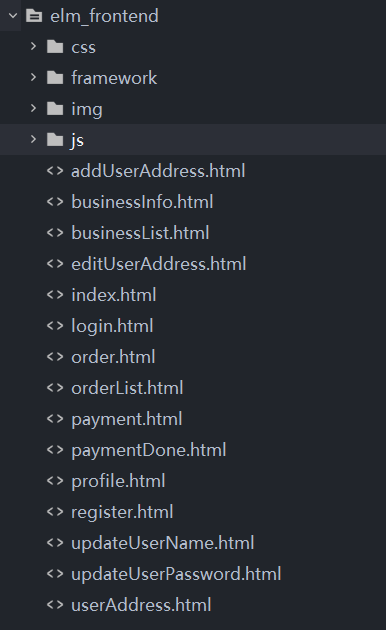 elm_frontend
css
framework
img
js
addUserAddress.html
businessInfo.html
businessList.html
editUserAddress.html
index.html
login.html
order.html
orderList.html
payment.html
paymentDone.html
profile.html
register.html
updateUserName.html
updateUserPassword.html
userAddress.html